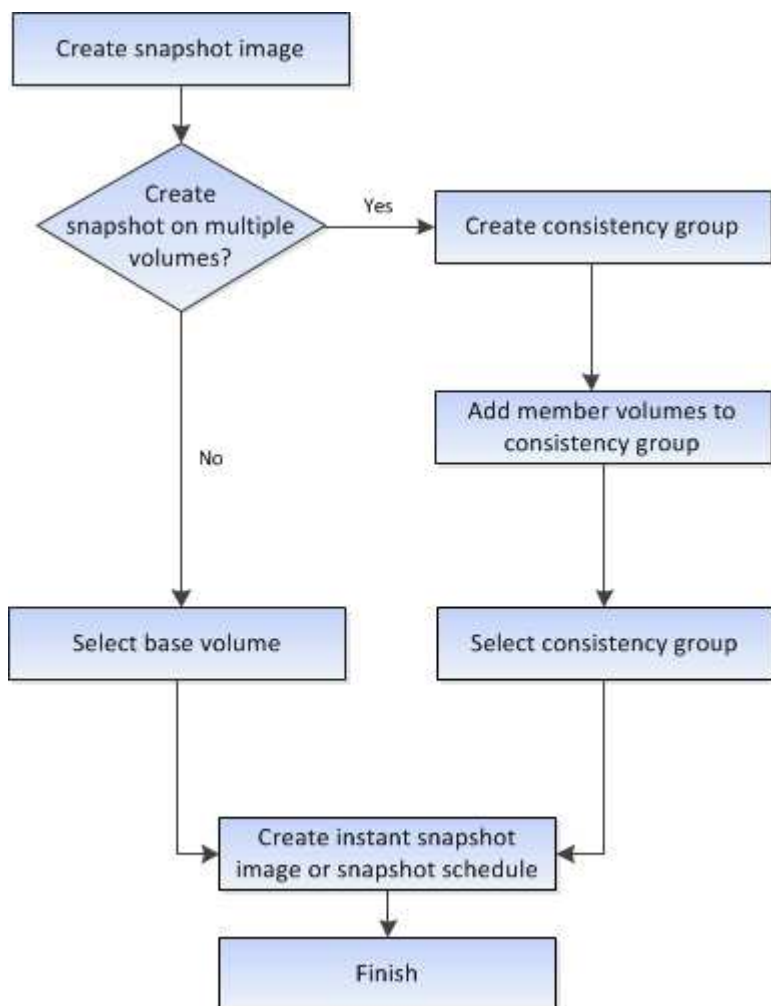 Create snapshot image
Create
snapshot on multiple
volumes?
Yes
Create consistency group
Add member volumes to
consistency group
No
Select base volume
Select consistency group
Create instant snapshot
image or snapshot schedule
Finish